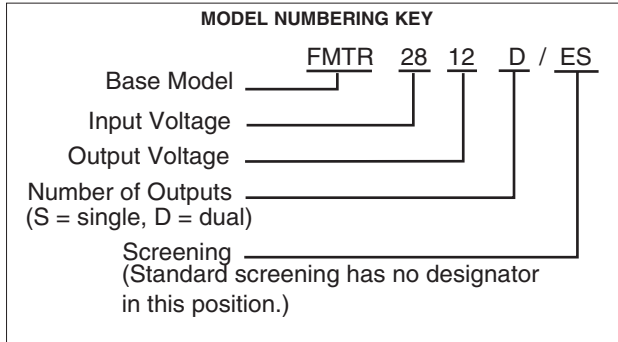 MODEL NUMBERING KEY
FMTR 28 12 D / ES
Base Model
Input Voltage
Output Voltage
Number of Outputs
(S = single, D = dual)
Screening
(Standard screening has no designator
in this position.)